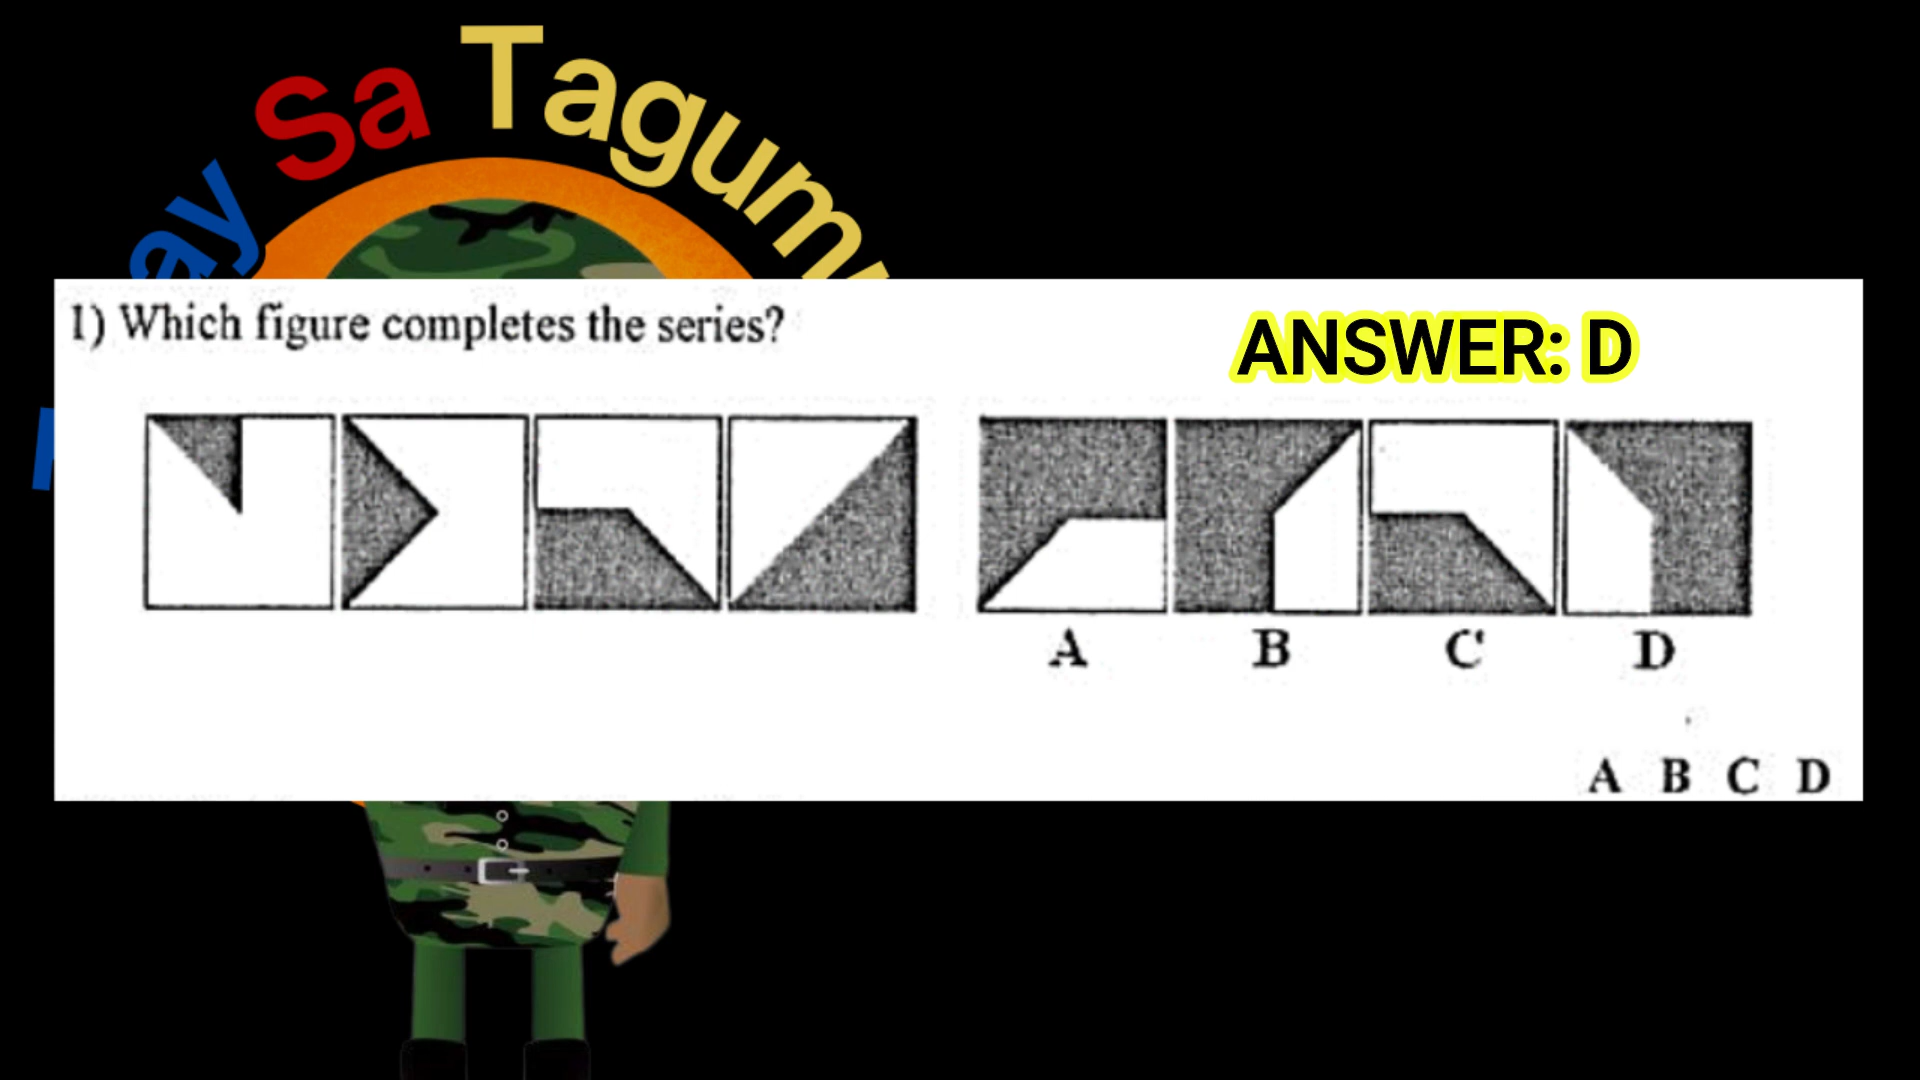 Sa Tagum
1) Which figure completes the series?
ANSWER: D
A B C D
A B C D